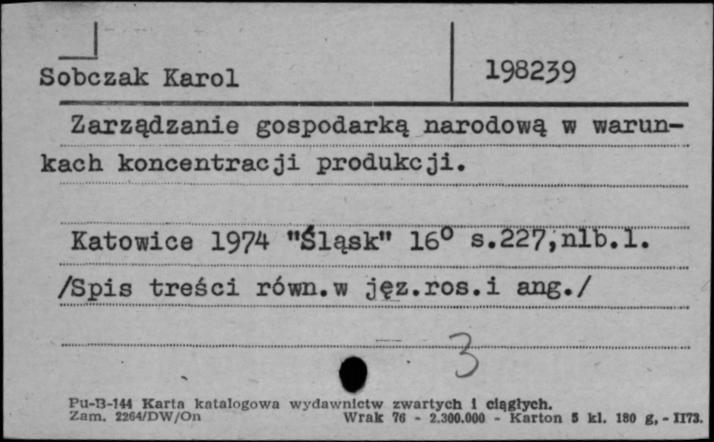 Sobczak Karol 198239
Zarządzanie gospodarką narodową w warun-
kach koncentracji produkcji.
Katowice 1974 "Śląsk" 16° s.227,nlb.1.
/Spis treści równ.w jęz.ros.i ang./
3
Pu-B-144 Karta katalogowa wydawnictw zwartych i ciągłych.
Zam. 2264/DW/On Wrak 76 - 2.300.000 - Karton 5 kl. 180 g, - II73.